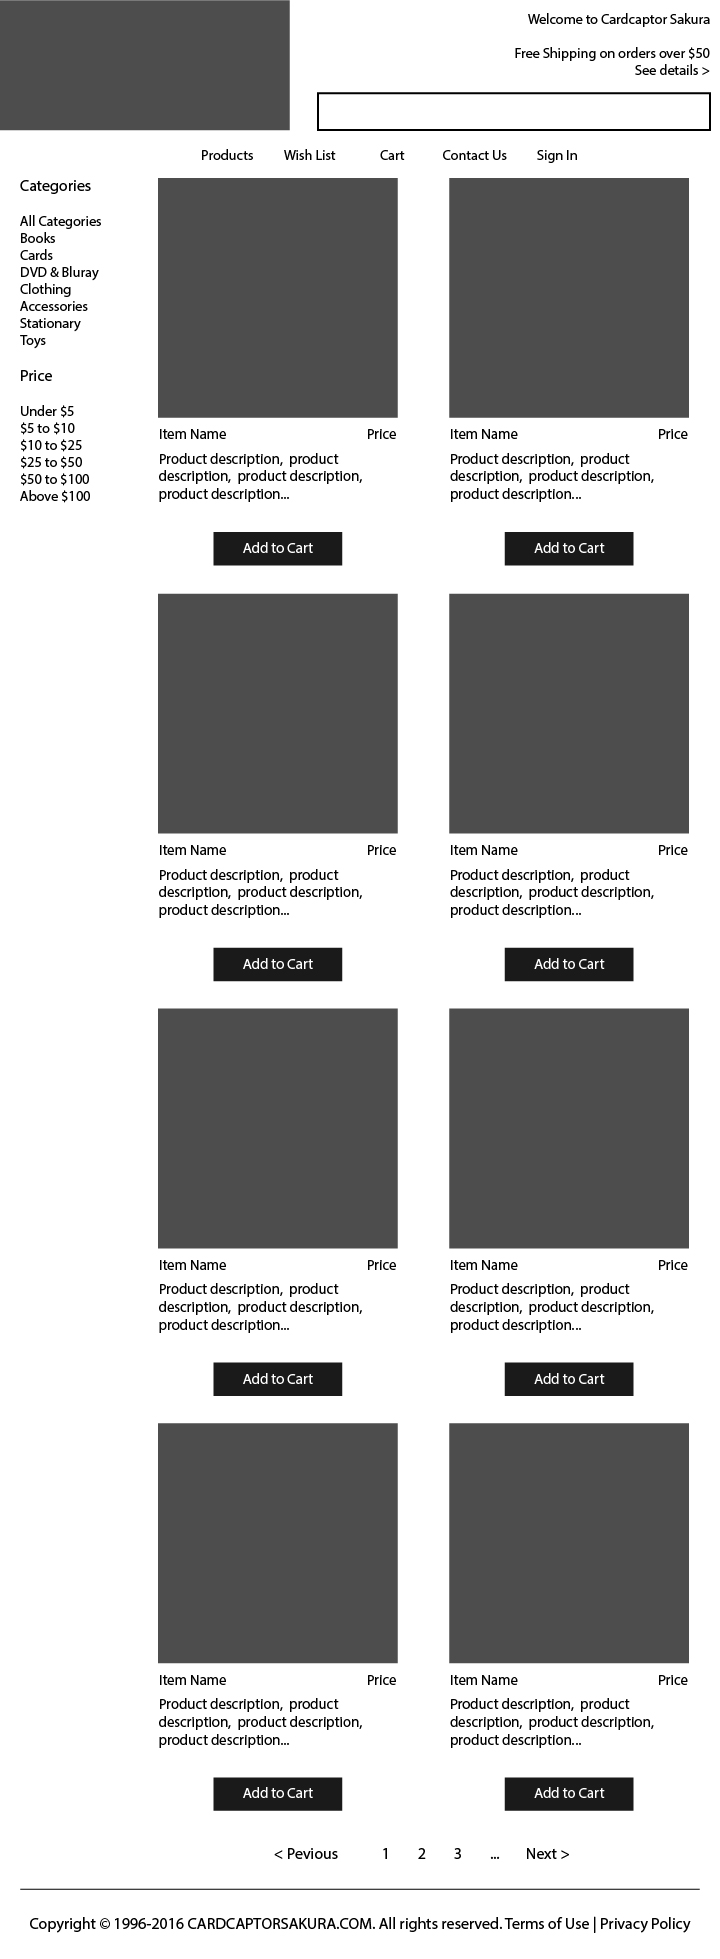 Welcome to Cardcaptor Sakura
Free Shipping on orders over $50
See details >
Products Wish List Cart Contact Us Sign In
Categories
All Categories
Books
Cards
DVD & Bluray
Clothing
Accessories
Stationary
Toys
Price
Under $5
$5 to $10
$10 to $25
$25 to $50
$50 to $100
Above $100
Item Name Price
Product description, product
description, product description,
product description...
Add to Cart
Item Name Price
Product description, product
description, product description,
product description...
Add to Cart
Item Name Price
Product description, product
description, product description,
product description...
Add to Cart
Item Name Price
Product description, product
description, product description,
product description...
Add to Cart
Item Name Price
Product description, product
description, product description,
product description...
Add to Cart
Item Name Price
Product description, product
description, product description,
product description...
Add to Cart
Item Name Price
Product description, product
description, product description,
product description...
Add to Cart
Item Name Price
Product description, product
description, product description,
product description...
Add to Cart
< Pevious 1 2 3 ... Next >
Copyright © 1996-2016 CARDCAPTORSAKURA.COM. All rights reserved. Terms of Use | Privacy Policy